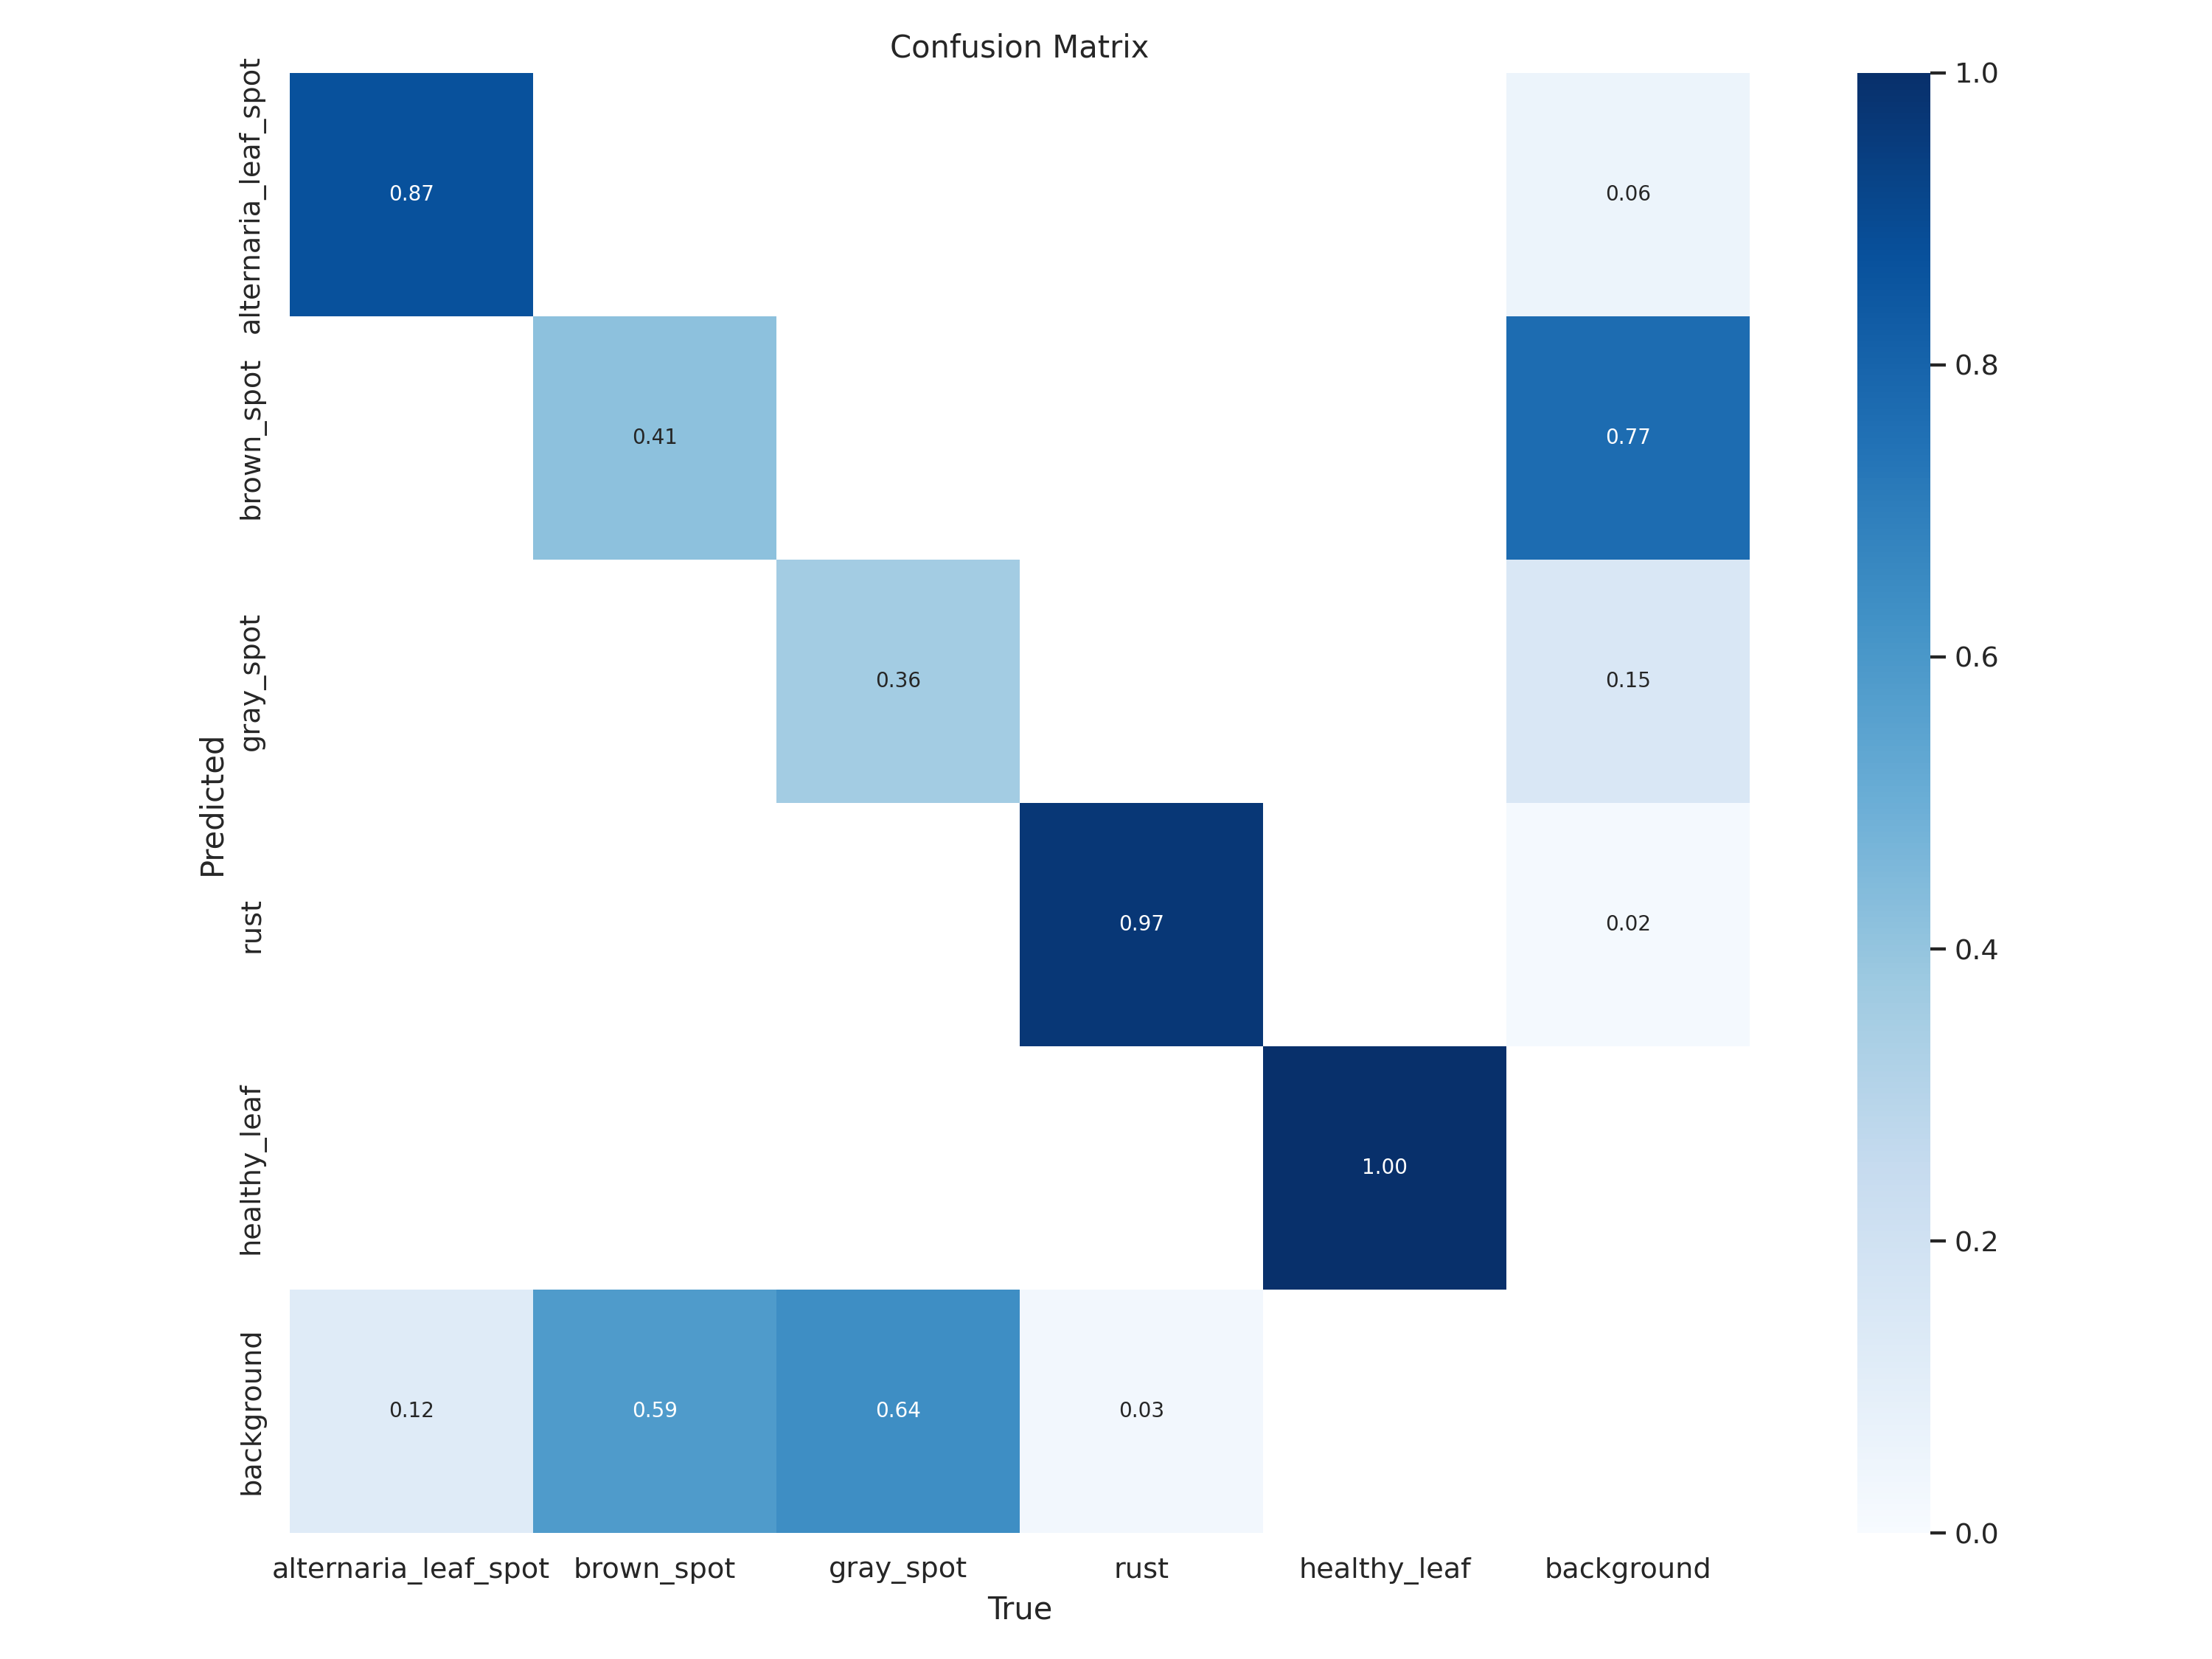 Confusion Matrix
alternaria_leaf_spot
brown_spot
gray_spot
rust
healthy_leaf
background
Predicted
0.87
0.06
0.41
0.77
0.36
0.15
0.97
0.02
1.00
0.12
0.59
0.64
0.03
alternaria_leaf_spot
brown_spot
gray_spot
rust
healthy_leaf
background
True
1.0
0.8
0.6
0.4
0.2
0.0